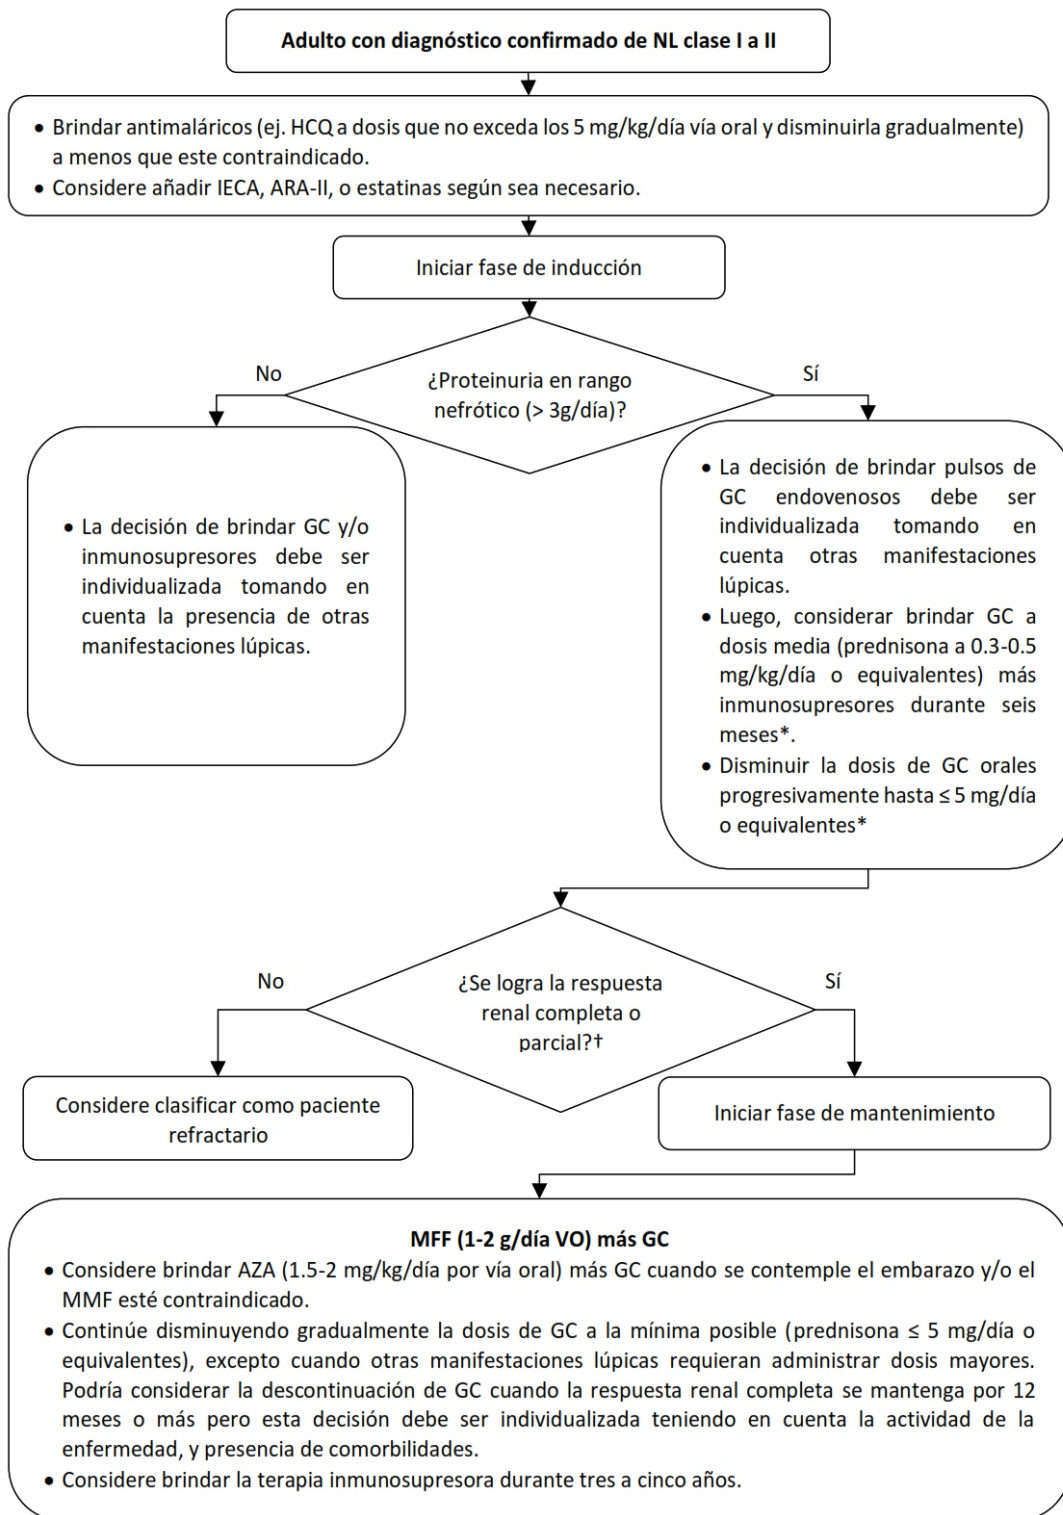 Adulto con diagnóstico confirmado de NL clase I a II
• Brindar antimaláricos (ej. HCQ a dosis que no exceda los 5 mg/kg/día vía oral y disminuirla gradualmente)
a menos que este contraindicado.
• Considere añadir IECA, ARA-II, o estatinas según sea necesario.
Iniciar fase de inducción
¿Proteinuria en rango
nefrótico (> 3g/día)?
No
Sí
• La decisión de brindar GC y/o
inmunosupresores debe ser
individualizada tomando en
cuenta la presencia de otras
manifestaciones lúpicas.
• La decisión de brindar pulsos de
GC endovenosos debe ser
individualizada tomando en
cuenta otras manifestaciones
lúpicas.
• Luego, considerar brindar GC a
dosis media (prednisona a 0.3-0.5
mg/kg/día o equivalentes) más
inmunosupresores durante seis
meses*.
• Disminuir la dosis de GC orales
progresivamente hasta ≤ 5 mg/día
o equivalentes*
¿Se logra la respuesta
renal completa o
parcial?†
No
Sí
Considere clasificar como paciente
refractario
Iniciar fase de mantenimiento
MFF (1-2 g/día VO) más GC
• Considere brindar AZA (1.5-2 mg/kg/día por vía oral) más GC cuando se contemple el embarazo y/o el
MMF esté contraindicado.
• Continúe disminuyendo gradualmente la dosis de GC a la mínima posible (prednisona ≤ 5 mg/día o
equivalentes), excepto cuando otras manifestaciones lúpicas requieran administrar dosis mayores.
Podría considerar la descontinuación de GC cuando la respuesta renal completa se mantenga por 12
meses o más pero esta decisión debe ser individualizada teniendo en cuenta la actividad de la
enfermedad, y presencia de comorbilidades.
• Considere brindar la terapia inmunosupresora durante tres a cinco años.